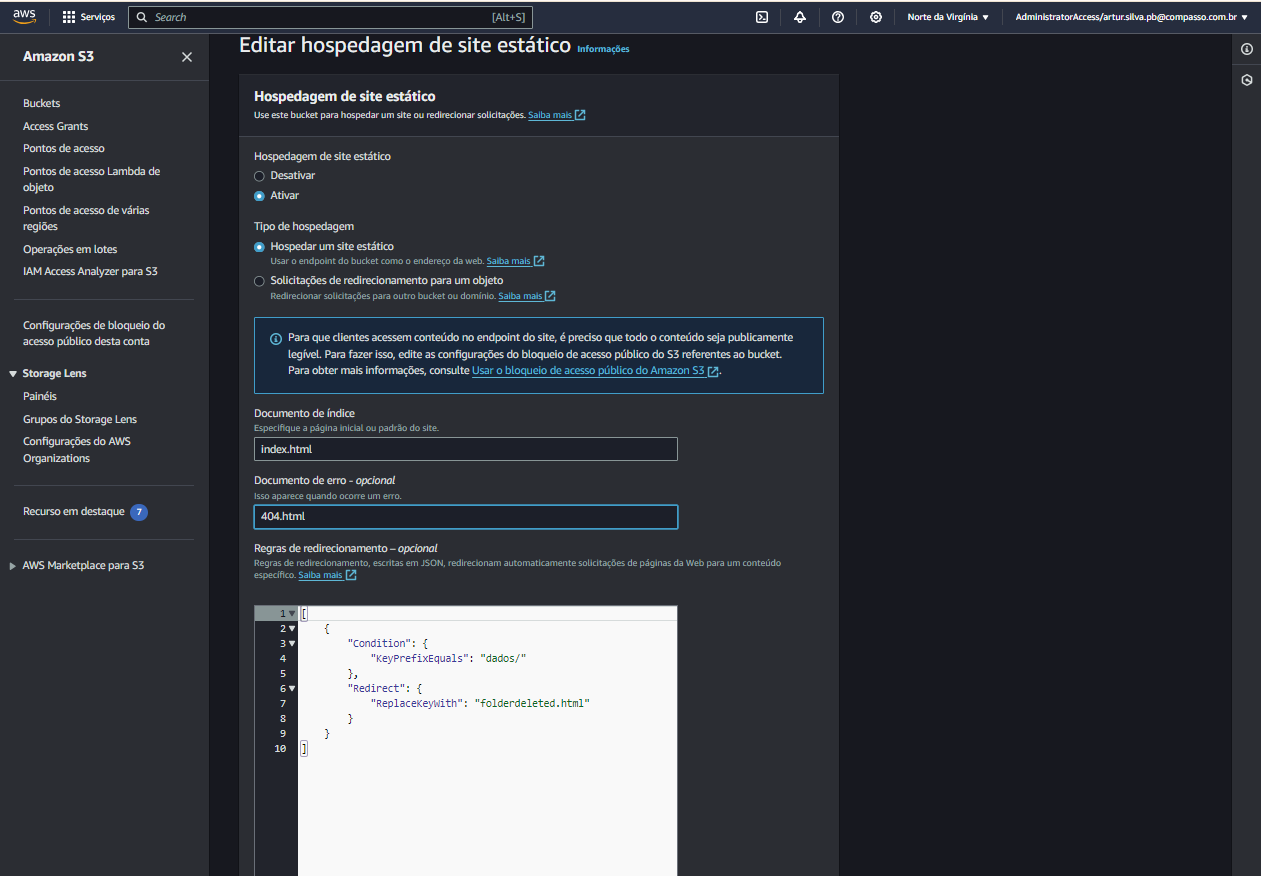 aws
Serviços
Search
[Alt+S]
Norte da Virgínia
AdministratorAccess/artur.silva.pb@compasso.com.br
Amazon S3
Buckets
Access Grants
Pontos de acesso
Pontos de acesso Lambda de
objeto
Pontos de acesso de várias
regiões
Operações em lotes
IAM Access Analyzer para S3
Configurações de bloqueio do
acesso público desta conta
Storage Lens
Painéis
Grupos do Storage Lens
Configurações do AWS
Organizations
Recurso em destaque 7
AWS Marketplace para S3
Editar hospedagem de site estático Informações
Hospedagem de site estático
Use este bucket para hospedar um site ou redirecionar solicitações. Saiba mais
Hospedagem de site estático
Desativar
Ativar
Tipo de hospedagem
Hospedar um site estático
Usar o endpoint do bucket como o endereço da web. Saiba mais
Solicitações de redirecionamento para um objeto
Redirecionar solicitações para outro bucket ou domínio. Saiba mais
Para que clientes acessem conteúdo no endpoint do site, é preciso que todo o conteúdo seja publicamente
legível. Para fazer isso, edite as configurações do bloqueio de acesso público do S3 referentes ao bucket.
Para obter mais informações, consulte Usar o bloqueio de acesso público do Amazon S3.
Documento de índice
Especifique a página inicial ou padrão do site.
index.html
Documento de erro - opcional
Isso aparece quando ocorre um erro.
404.html
Regras de redirecionamento – opcional
Regras de redirecionamento, escritas em JSON, redirecionam automaticamente solicitações de páginas da Web para um conteúdo
específico. Saiba mais
1 [
2 {
3 "Condition": {
4 "KeyPrefixEquals": "dados/"
5 },
6 "Redirect": {
7 "ReplaceKeyWith": "folderdeleted.html"
8 }
9 }
10 ]